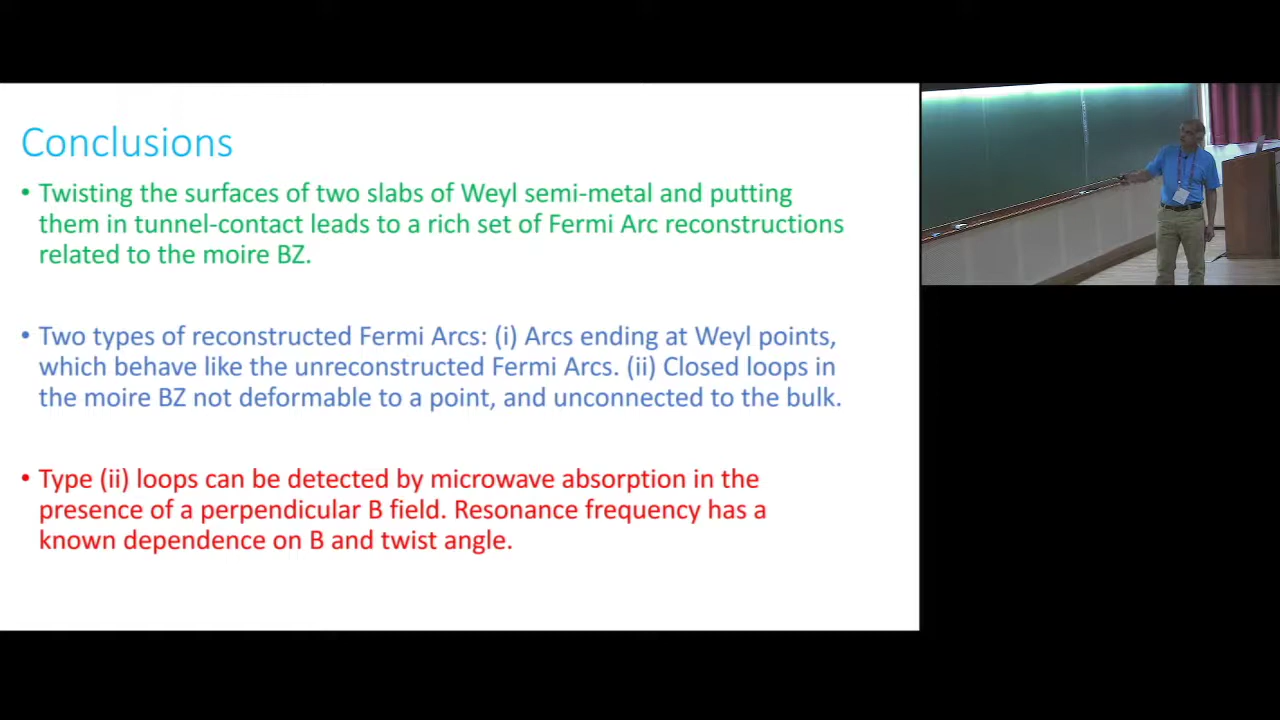 Conclusions
• Twisting the surfaces of two slabs of Weyl semi-metal and putting
them in tunnel-contact leads to a rich set of Fermi Arc reconstructions
related to the moire BZ.
• Two types of reconstructed Fermi Arcs: (i) Arcs ending at Weyl points,
which behave like the unreconstructed Fermi Arcs. (ii) Closed loops in
the moire BZ not deformable to a point, and unconnected to the bulk.
• Type (ii) loops can be detected by microwave absorption in the
presence of a perpendicular B field. Resonance frequency has a
known dependence on B and twist angle.